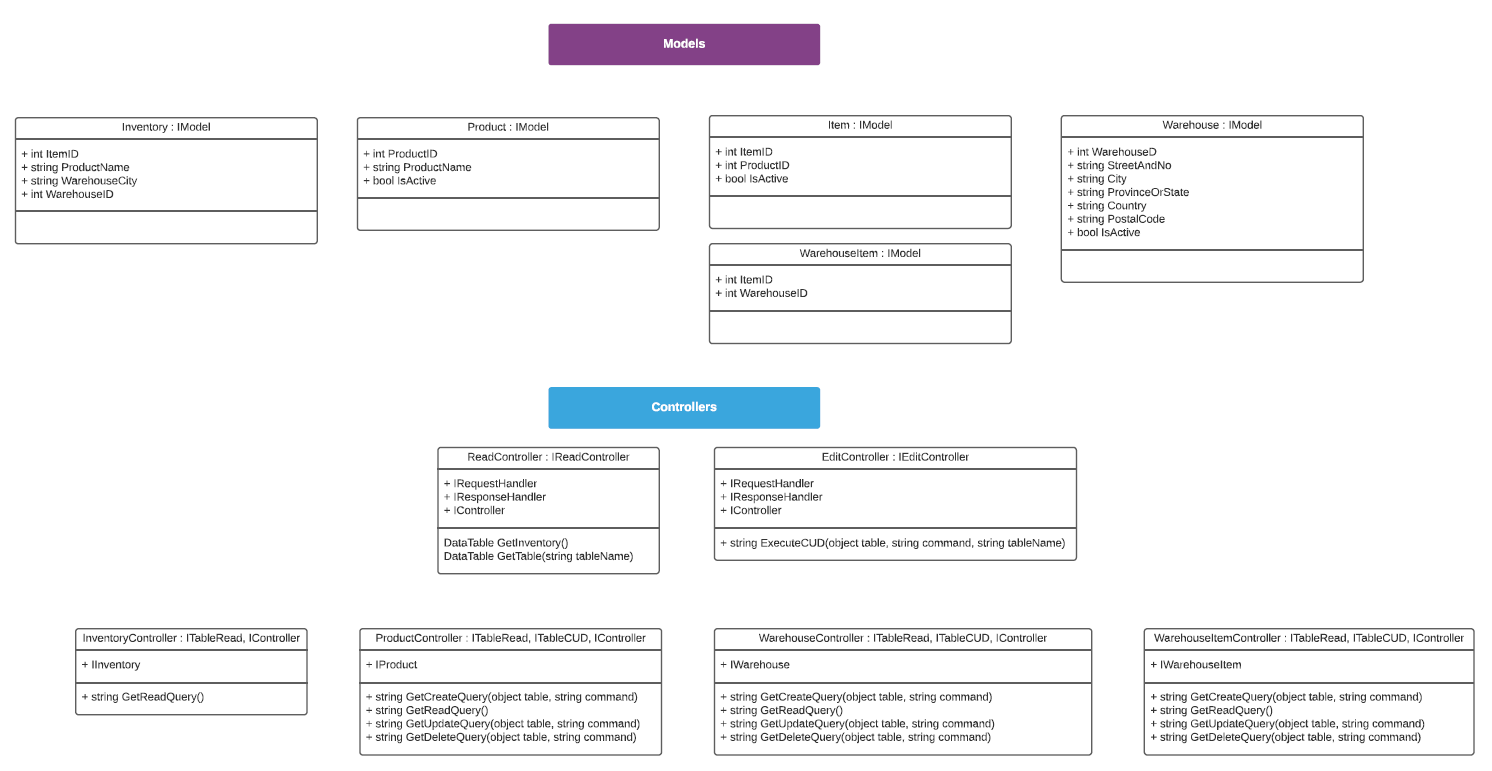 Models
Inventory : IModel
+ int ItemID
+ string ProductName
+ string WarehouseCity
+ int WarehouseID
Product : IModel
+ int ProductID
+ string ProductName
+ bool IsActive
Item : IModel
+ int ItemID
+ int ProductID
+ bool IsActive
WarehouseItem : IModel
+ int ItemID
+ int WarehouseID
Warehouse : IModel
+ int WarehouseD
+ string StreetAndNo
+ string City
+ string ProvinceOrState
+ string Country
+ string PostalCode
+ bool IsActive
Controllers
ReadController : IReadController
+ IRequestHandler
+ IResponseHandler
+ IController
DataTable GetInventory()
DataTable GetTable(string tableName)
EditController : IEditController
+ IRequestHandler
+ IResponseHandler
+ IController
+ string ExecuteCUD(object table, string command, string tableName)
InventoryController : ITableRead, IController
+ IInventory
+ string GetReadQuery()
ProductController : ITableRead, ITableCUD, IController
+ IProduct
+ string GetCreateQuery(object table, string command)
+ string GetReadQuery()
+ string GetUpdateQuery(object table, string command)
+ string GetDeleteQuery(object table, string command)
WarehouseController : ITableRead, ITableCUD, IController
+ IWarehouse
+ string GetCreateQuery(object table, string command)
+ string GetReadQuery()
+ string GetUpdateQuery(object table, string command)
+ string GetDeleteQuery(object table, string command)
WarehouseItemController : ITableRead, ITableCUD, IController
+ IWarehouseItem
+ string GetCreateQuery(object table, string command)
+ string GetReadQuery()
+ string GetUpdateQuery(object table, string command)
+ string GetDeleteQuery(object table, string command)